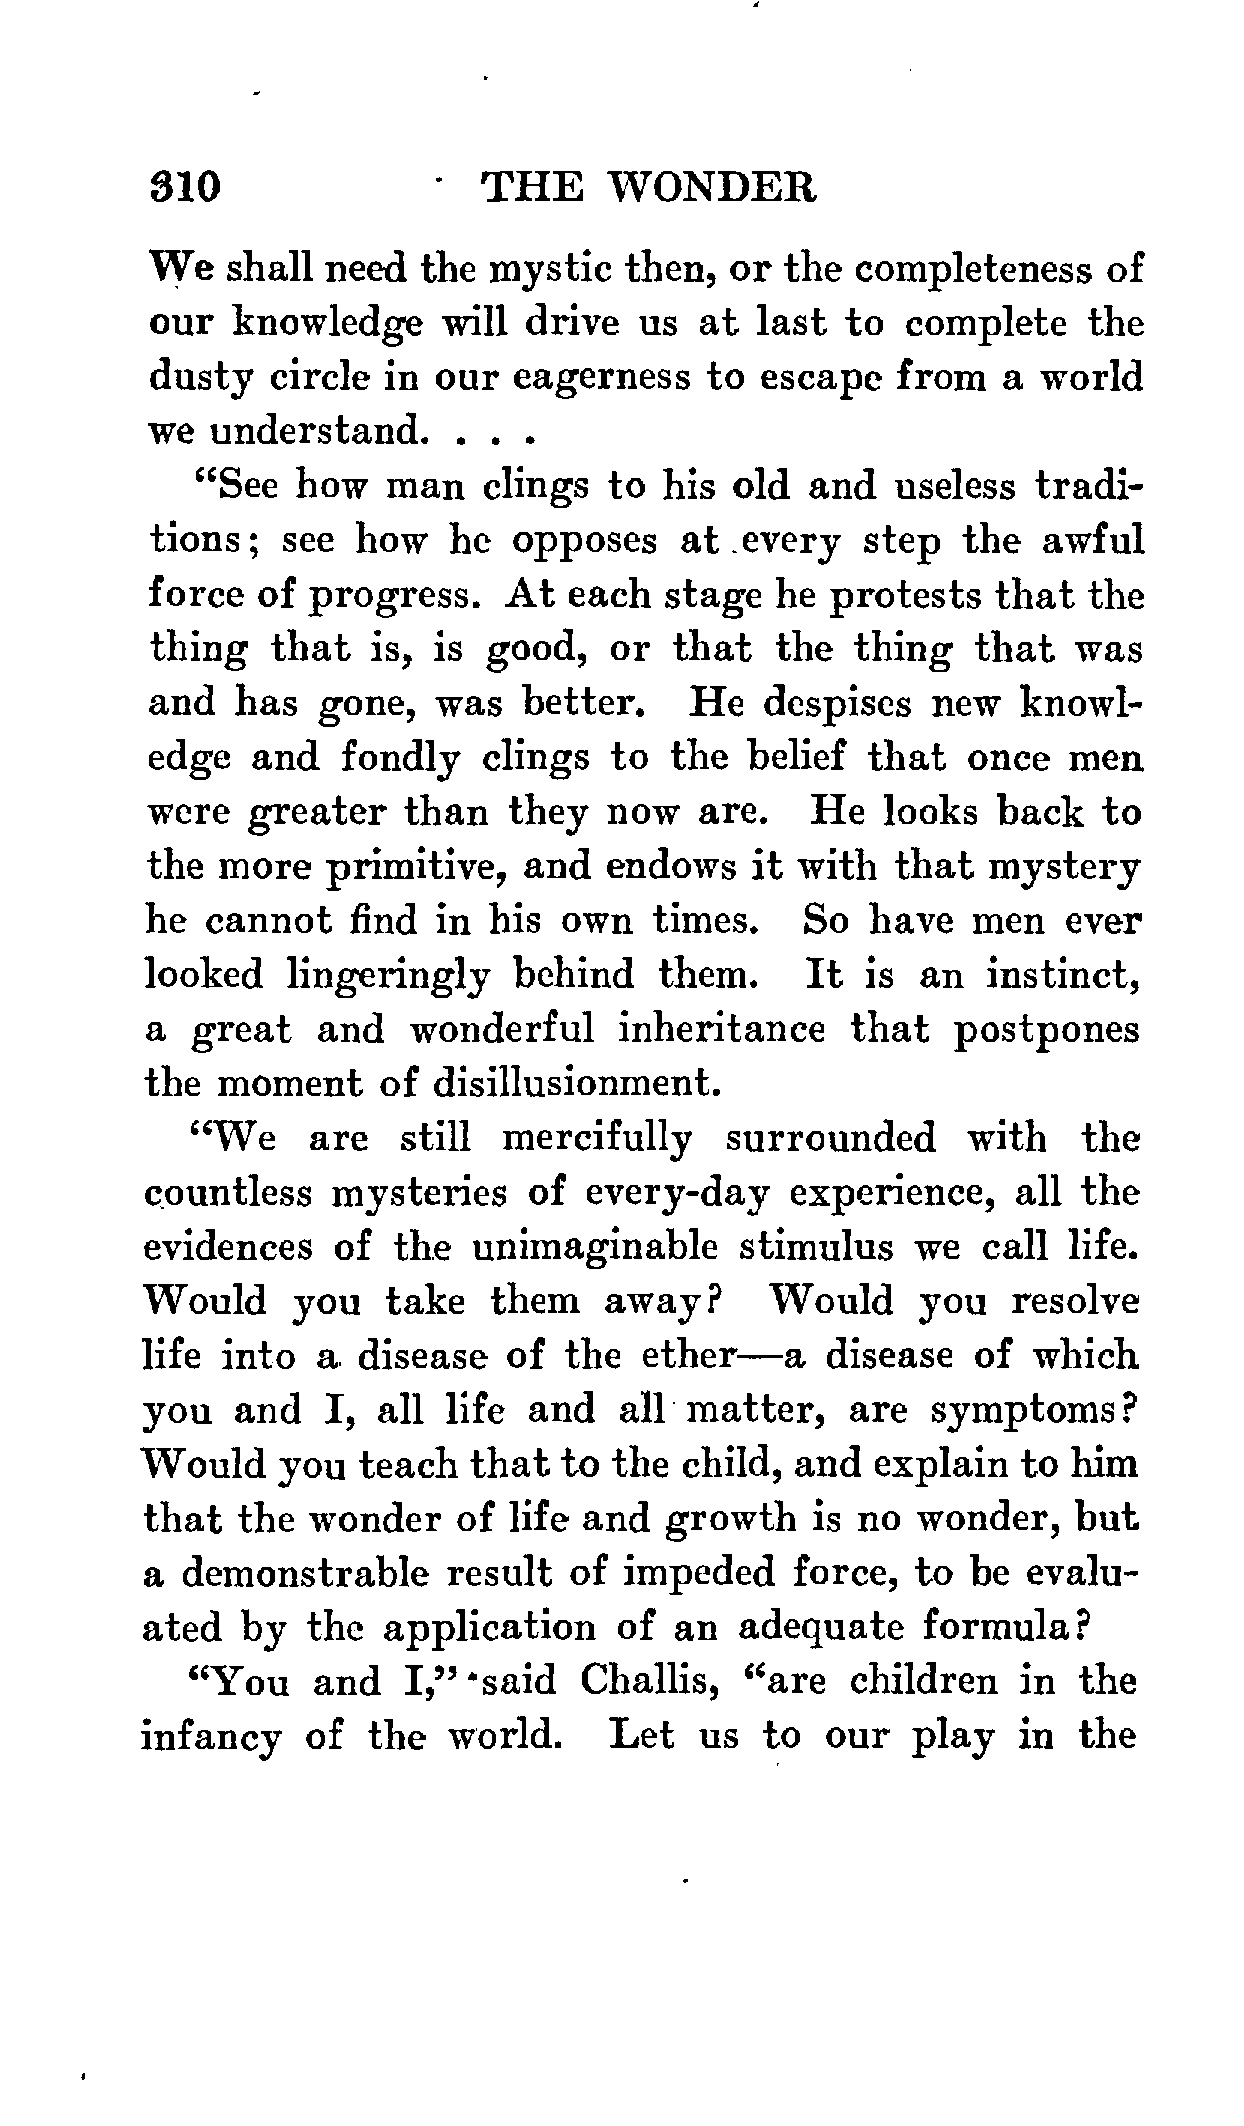 310 THE WONDER
We shall need the mystic then, or the completeness of
our knowledge will drive us at last to complete the
dusty circle in our eagerness to escape from a world
we understand. . . .
“See how man clings to his old and useless tradi-
tions; see how he opposes at every step the awful
force of progress. At each stage he protests that the
thing that is, is good, or that the thing that was
and has gone, was better. He despises new knowl-
edge and fondly clings to the belief that once men
were greater than they now are. He looks back to
the more primitive, and endows it with that mystery
he cannot find in his own times. So have men ever
looked lingeringly behind them. It is an instinct,
a great and wonderful inheritance that postpones
the moment of disillusionment.
“We are still mercifully surrounded with the
countless mysteries of every-day experience, all the
evidences of the unimaginable stimulus we call life.
Would you take them away? Would you resolve
life into a disease of the ether—a disease of which
you and I, all life and all matter, are symptoms?
Would you teach that to the child, and explain to him
that the wonder of life and growth is no wonder, but
a demonstrable result of impeded force, to be evalu-
ated by the application of an adequate formula?
“You and I,” said Challis, “are children in the
infancy of the world. Let us to our play in the